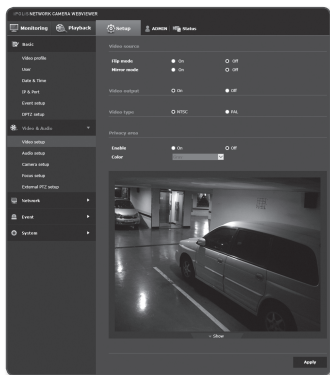 iPOLiS NETWORK CAMERA WEBVIEWER
Monitoring Playback Setup ADMIN Status
Basic
Video profile
User
Date & Time
IP & Port
Event setup
DPTZ setup
Video & Audio
Video setup
Audio setup
Camera setup
Focus setup
External PTZ setup
Network
Event
System
Video source
Flip mode On Off
Mirror mode On Off
Video output On Off
Video type NTSC PAL
Privacy area
Enable On Off
Color
Show
Apply